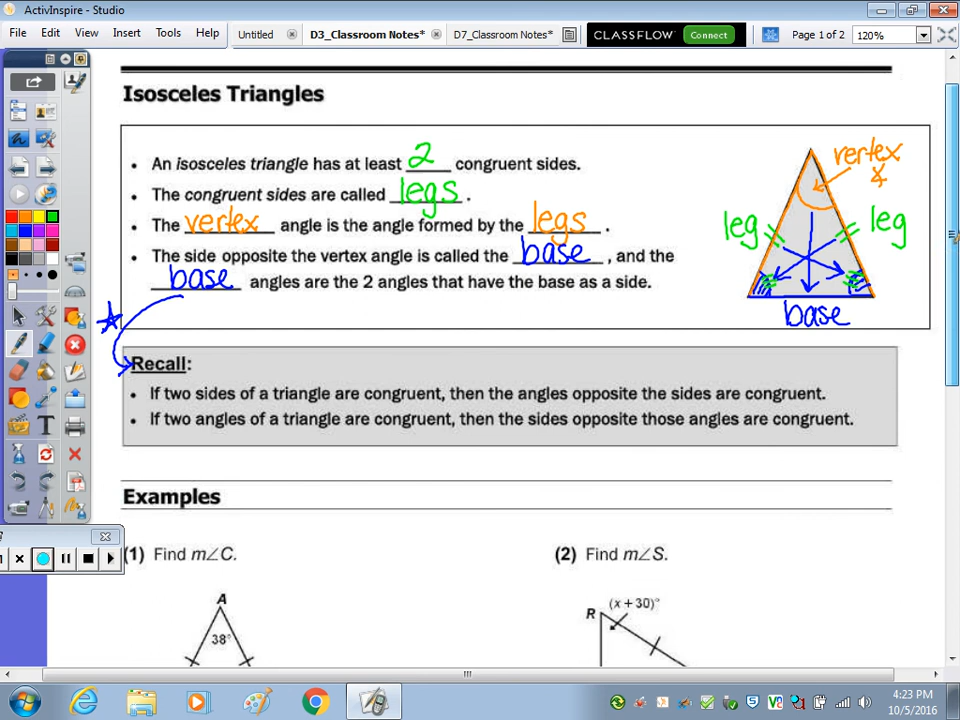 ActivInspire - Studio
File Edit View Insert Tools Help Untitled D3_Classroom Notes* D7_Classroom Notes* CLASSFLOW Connect Page 1 of 2 120%
Isosceles Triangles
• An isosceles triangle has at least 2 congruent sides.
• The congruent sides are called legs.
• The vertex angle is the angle formed by the legs.
• The side opposite the vertex angle is called the base, and the
base angles are the 2 angles that have the base as a side.
vertex
∡
leg
leg
base
Recall:
• If two sides of a triangle are congruent, then the angles opposite the sides are congruent.
• If two angles of a triangle are congruent, then the sides opposite those angles are congruent.
Examples
(1) Find m∠C.
A
38°
(2) Find m∠S.
R (x + 30)°
4:23 PM
10/5/2016